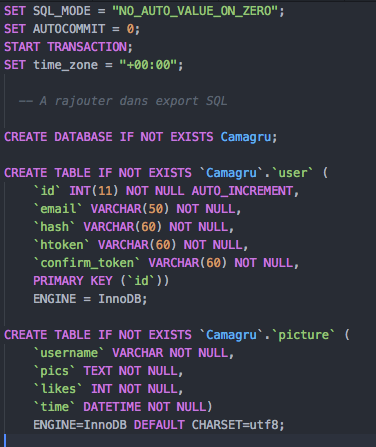 SET SQL_MODE = "NO_AUTO_VALUE_ON_ZERO";
SET AUTOCOMMIT = 0;
START TRANSACTION;
SET time_zone = "+00:00";
-- A rajouter dans export SQL
CREATE DATABASE IF NOT EXISTS Camagru;
CREATE TABLE IF NOT EXISTS `Camagru`.`user` (
`id` INT(11) NOT NULL AUTO_INCREMENT,
`email` VARCHAR(50) NOT NULL,
`hash` VARCHAR(60) NOT NULL,
`htoken` VARCHAR(60) NOT NULL,
`confirm_token` VARCHAR(60) NOT NULL,
PRIMARY KEY (`id`))
ENGINE = InnoDB;
CREATE TABLE IF NOT EXISTS `Camagru`.`picture` (
`username` VARCHAR NOT NULL,
`pics` TEXT NOT NULL,
`likes` INT NOT NULL,
`time` DATETIME NOT NULL)
ENGINE=InnoDB DEFAULT CHARSET=utf8;